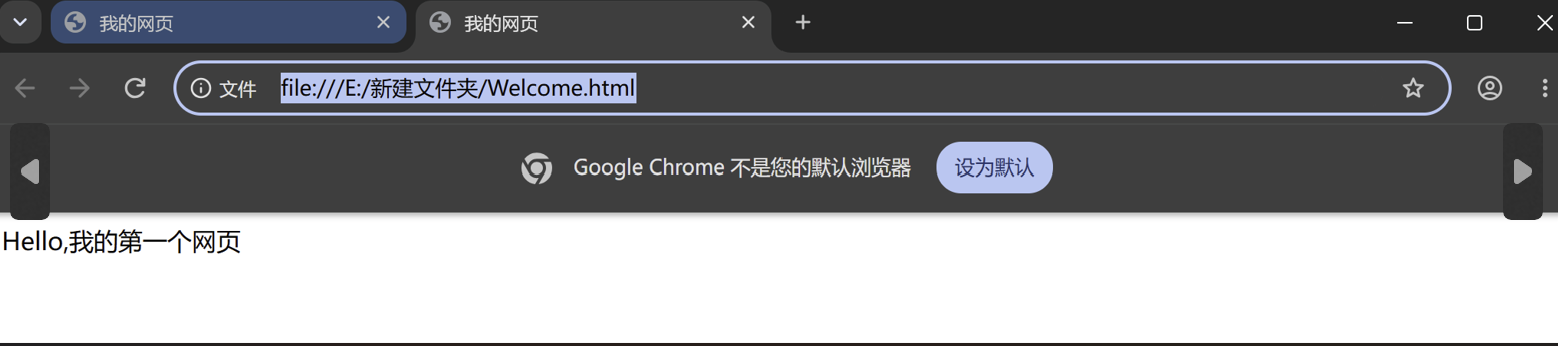 我的网页
我的网页
文件 file:///E:/新建文件夹/Welcome.html
Google Chrome 不是您的默认浏览器 设为默认
Hello,我的第一个网页